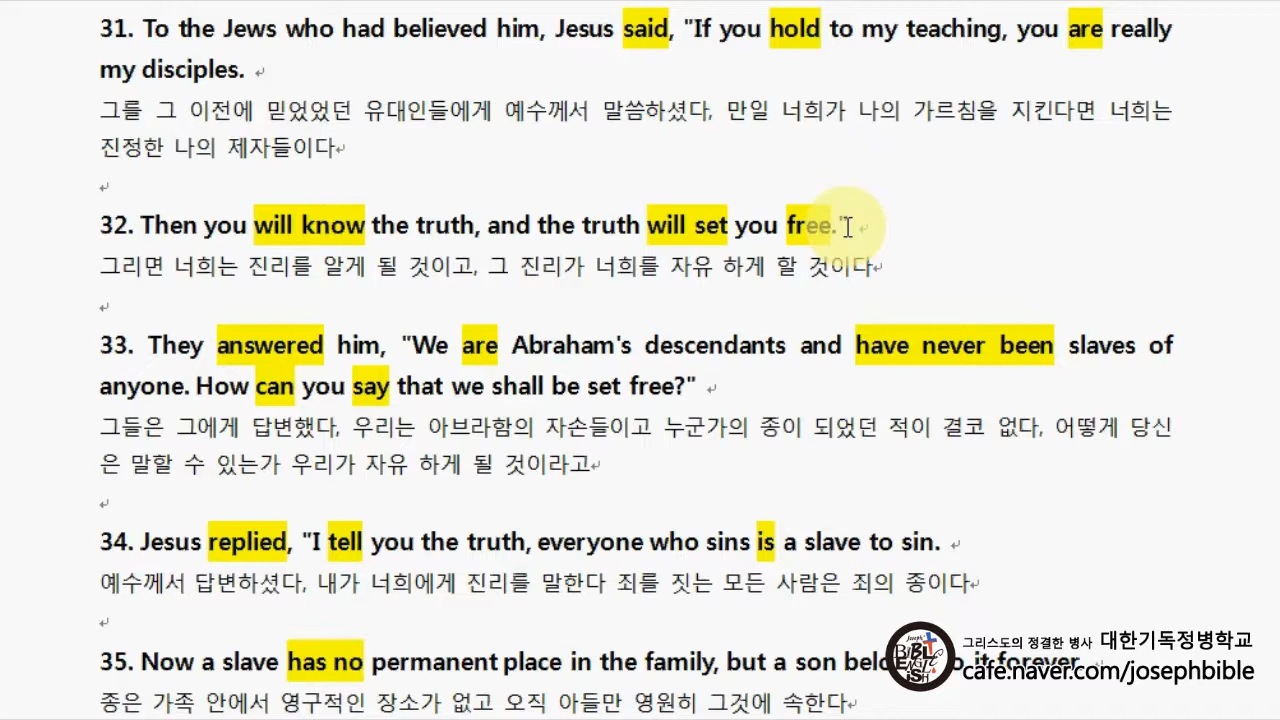 31. To the Jews who had believed him, Jesus said, "If you hold to my teaching, you are really
my disciples.
그를 그 이전에 믿었었던 유대인들에게 예수께서 말씀하셨다, 만일 너희가 나의 가르침을 지킨다면 너희는
진정한 나의 제자들이다
32. Then you will know the truth, and the truth will set you free."
그리면 너희는 진리를 알게 될 것이고, 그 진리가 너희를 자유 하게 할 것이다
33. They answered him, "We are Abraham's descendants and have never been slaves of
anyone. How can you say that we shall be set free?"
그들은 그에게 답변했다, 우리는 아브라함의 자손들이고 누군가의 종이 되었던 적이 결코 없다, 어떻게 당신
은 말할 수 있는가 우리가 자유 하게 될 것이라고
34. Jesus replied, "I tell you the truth, everyone who sins is a slave to sin.
예수께서 답변하셨다, 내가 너희에게 진리를 말한다 죄를 짓는 모든 사람은 죄의 종이다
35. Now a slave has no permanent place in the family, but a son forever
종은 가족 안에서 영구적인 장소가 없고 오직 아들만 영원히 그것에 속한다
Joseph's
BIBLE
ENGLISH
그리스도의 정결한 병사 대한기독정병학교
cafe.naver.com/josephbible